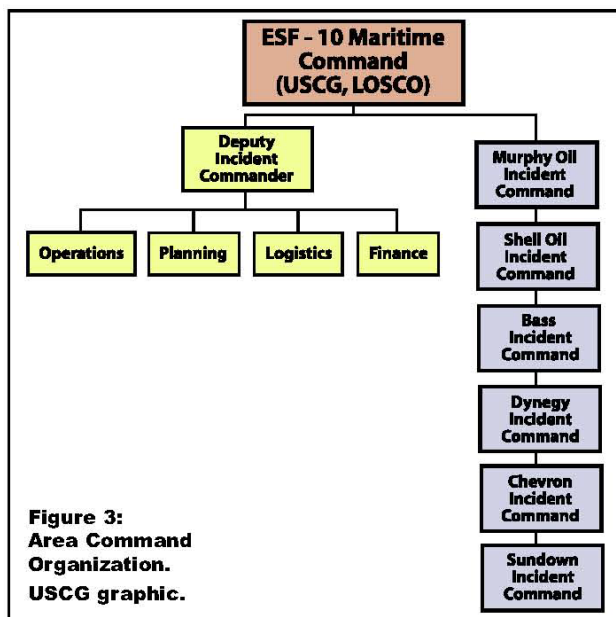 ESF - 10 Maritime
Command
(USCG, LOSCO)
Deputy
Incident
Commander
Operations
Planning
Logistics
Finance
Murphy Oil
Incident
Command
Shell Oil
Incident
Command
Bass
Incident
Command
Dynegy
Incident
Command
Chevron
Incident
Command
Sundown
Incident
Command
Figure 3:
Area Command
Organization.
USCG graphic.